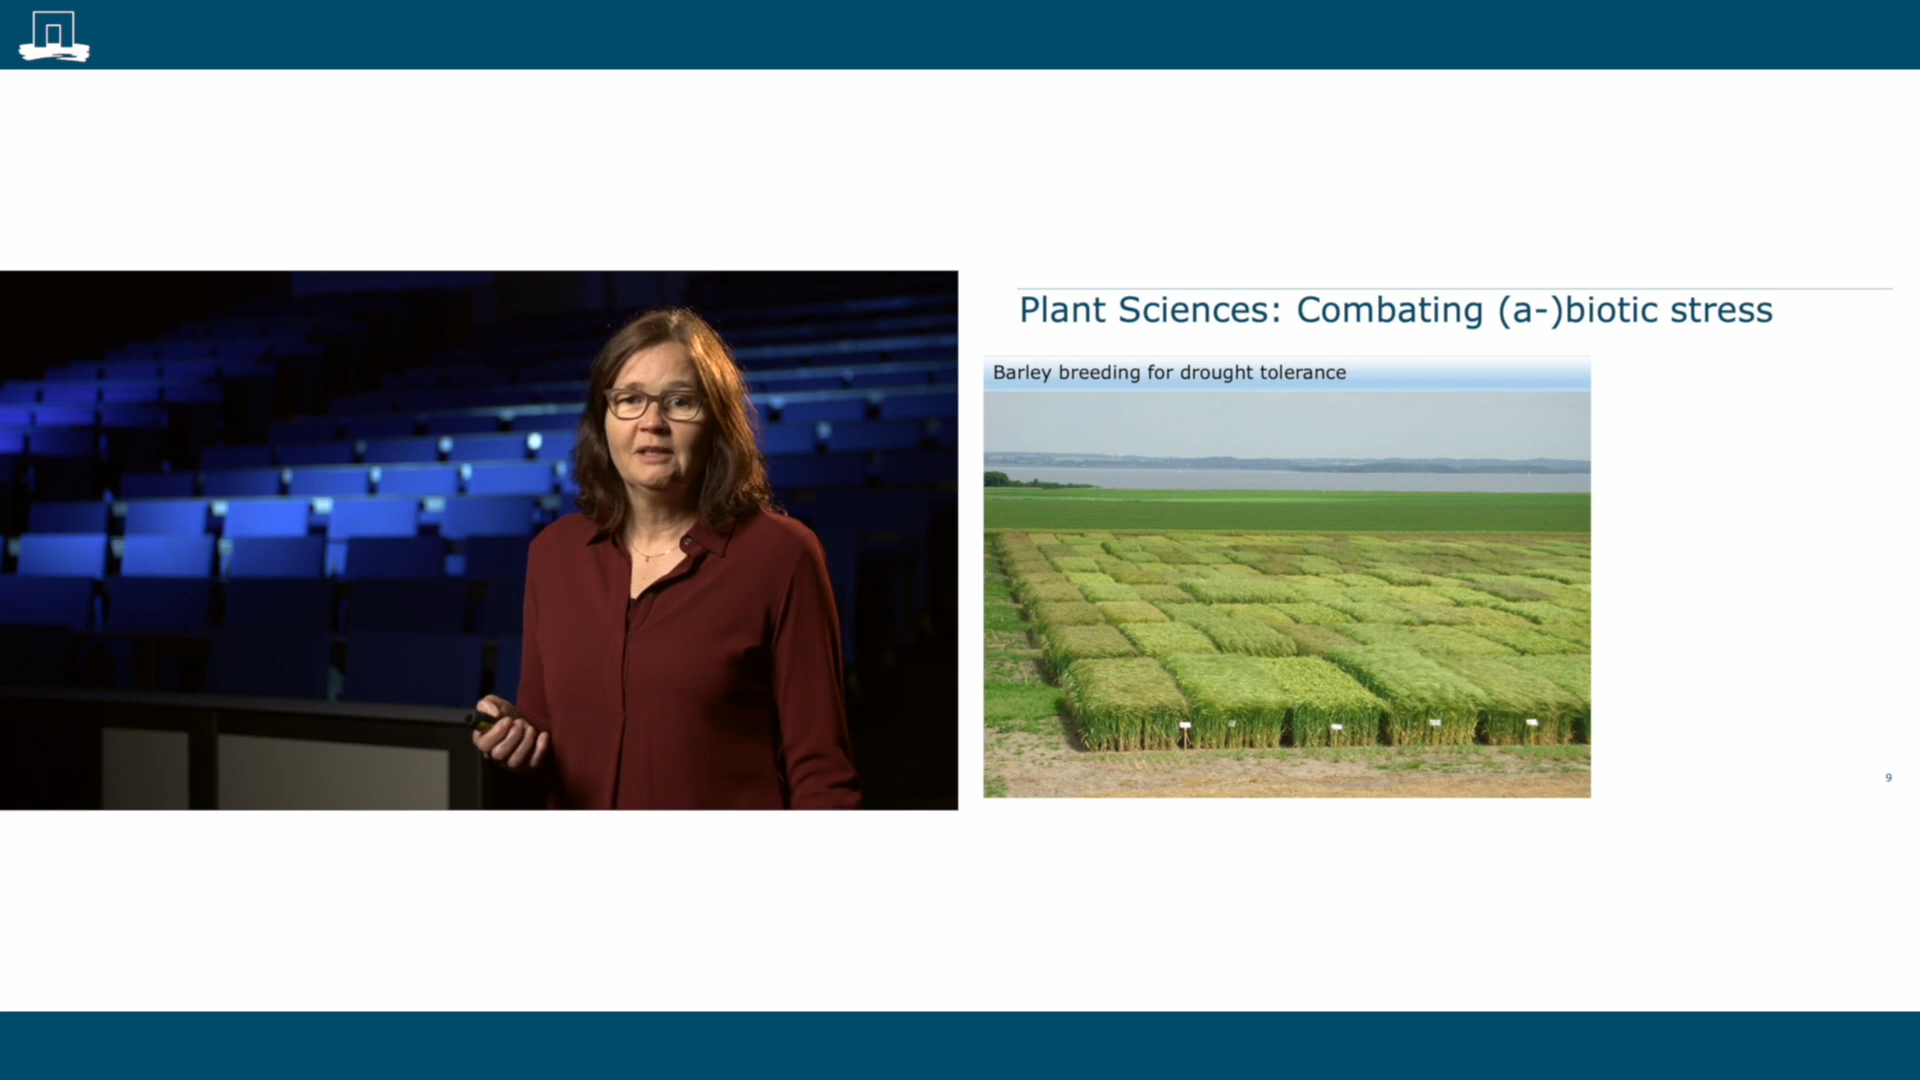 Plant Sciences: Combating (a-)biotic stress
Barley breeding for drought tolerance
9